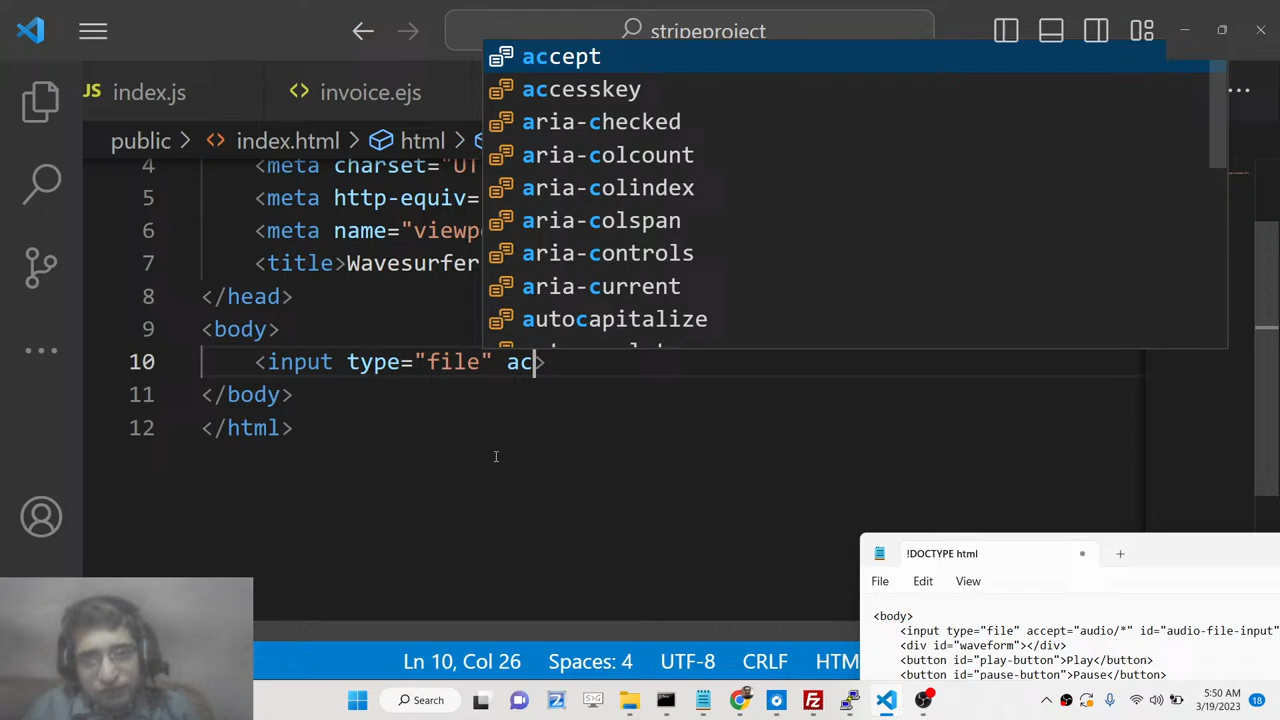 stripeproject
JS index.js
<> invoice.ejs
public > <> index.html > html >
4 <meta charset="UT
5 <meta http-equiv=
6 <meta name="viewp
7 <title>Wavesurfer
8 </head>
9 <body>
10 <input type="file" ac>
11 </body>
12 </html>
accept
accesskey
aria-checked
aria-colcount
aria-colindex
aria-colspan
aria-controls
aria-current
autocapitalize
!DOCTYPE html
File Edit View
<body>
<input type="file" accept="audio/*" id="audio-file-input"
<div id="waveform"></div>
<button id="play-button">Play</button>
<button id="pause-button">Pause</button>
Ln 10, Col 26 Spaces: 4 UTF-8 CRLF HTM
Search
5:50 AM
3/19/2023
18